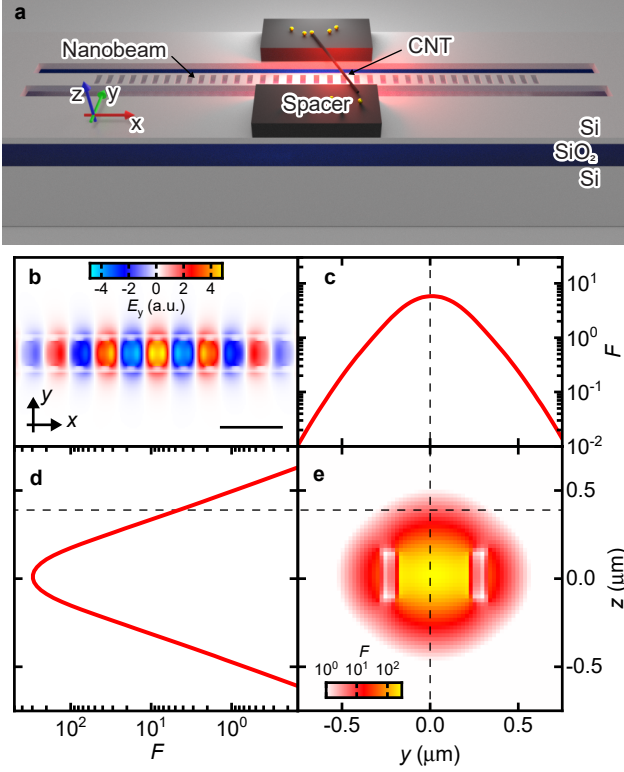 a
Nanobeam
CNT
Spacer
z
y
x
Si
SiO₂
Si
b
-4 -2 0 2 4
E_y (a.u.)
y
x
c
10¹
10⁰
10⁻¹
10⁻²
F
d
10² 10¹ 10⁰
F
e
0.5
0.0
-0.5
z (μm)
F
10⁰ 10¹ 10²
-0.5 0.0 0.5
y (μm)